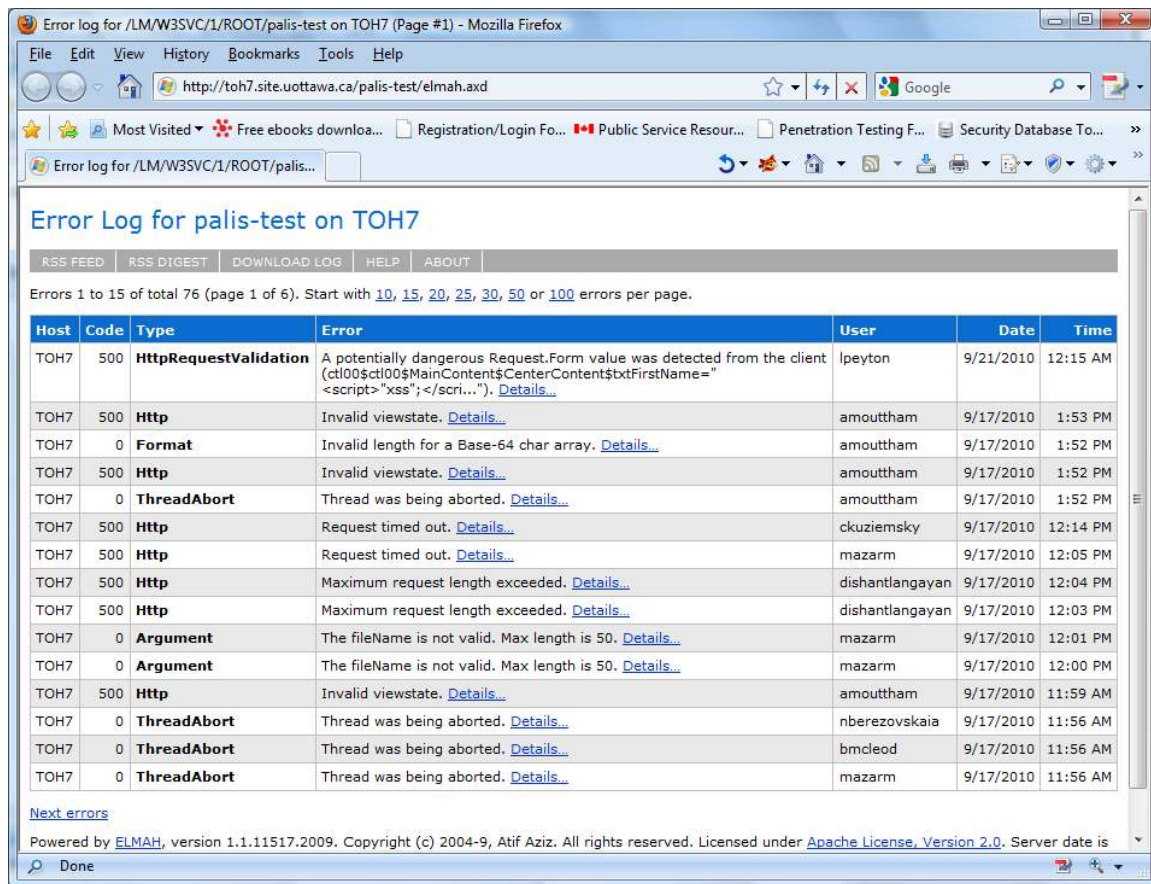 Error log for /LM/W3SVC/1/ROOT/palis-test on TOH7 (Page #1) - Mozilla Firefox
File Edit View History Bookmarks Tools Help
http://toh7.site.uottawa.ca/palis-test/elmah.axd Google
Most Visited Free ebooks downloa... Registration/Login Fo... Public Service Resour... Penetration Testing F... Security Database To... »
Error log for /LM/W3SVC/1/ROOT/palis... »
Error Log for palis-test on TOH7
RSS FEED RSS DIGEST DOWNLOAD LOG HELP ABOUT
Errors 1 to 15 of total 76 (page 1 of 6). Start with 10, 15, 20, 25, 30, 50 or 100 errors per page.
Host Code Type Error User Date Time
TOH7 500 HttpRequestValidation A potentially dangerous Request.Form value was detected from the client lpeyton 9/21/2010 12:15 AM
(ctl00$ctl00$MainContent$CenterContent$txtFirstName="
<script>"xss";</scri..."). Details...
TOH7 500 Http Invalid viewstate. Details... amouttham 9/17/2010 1:53 PM
TOH7 0 Format Invalid length for a Base-64 char array. Details... amouttham 9/17/2010 1:52 PM
TOH7 500 Http Invalid viewstate. Details... amouttham 9/17/2010 1:52 PM
TOH7 0 ThreadAbort Thread was being aborted. Details... amouttham 9/17/2010 1:52 PM
TOH7 500 Http Request timed out. Details... ckuziemsky 9/17/2010 12:14 PM
TOH7 500 Http Request timed out. Details... mazarm 9/17/2010 12:05 PM
TOH7 500 Http Maximum request length exceeded. Details... dishantlangayan 9/17/2010 12:04 PM
TOH7 500 Http Maximum request length exceeded. Details... dishantlangayan 9/17/2010 12:03 PM
TOH7 0 Argument The fileName is not valid. Max length is 50. Details... mazarm 9/17/2010 12:01 PM
TOH7 0 Argument The fileName is not valid. Max length is 50. Details... mazarm 9/17/2010 12:00 PM
TOH7 500 Http Invalid viewstate. Details... amouttham 9/17/2010 11:59 AM
TOH7 0 ThreadAbort Thread was being aborted. Details... nberezovskaia 9/17/2010 11:56 AM
TOH7 0 ThreadAbort Thread was being aborted. Details... bmcleod 9/17/2010 11:56 AM
TOH7 0 ThreadAbort Thread was being aborted. Details... mazarm 9/17/2010 11:56 AM
Next errors
Powered by ELMAH, version 1.1.11517.2009. Copyright (c) 2004-9, Atif Aziz. All rights reserved. Licensed under Apache License, Version 2.0. Server date is
Done